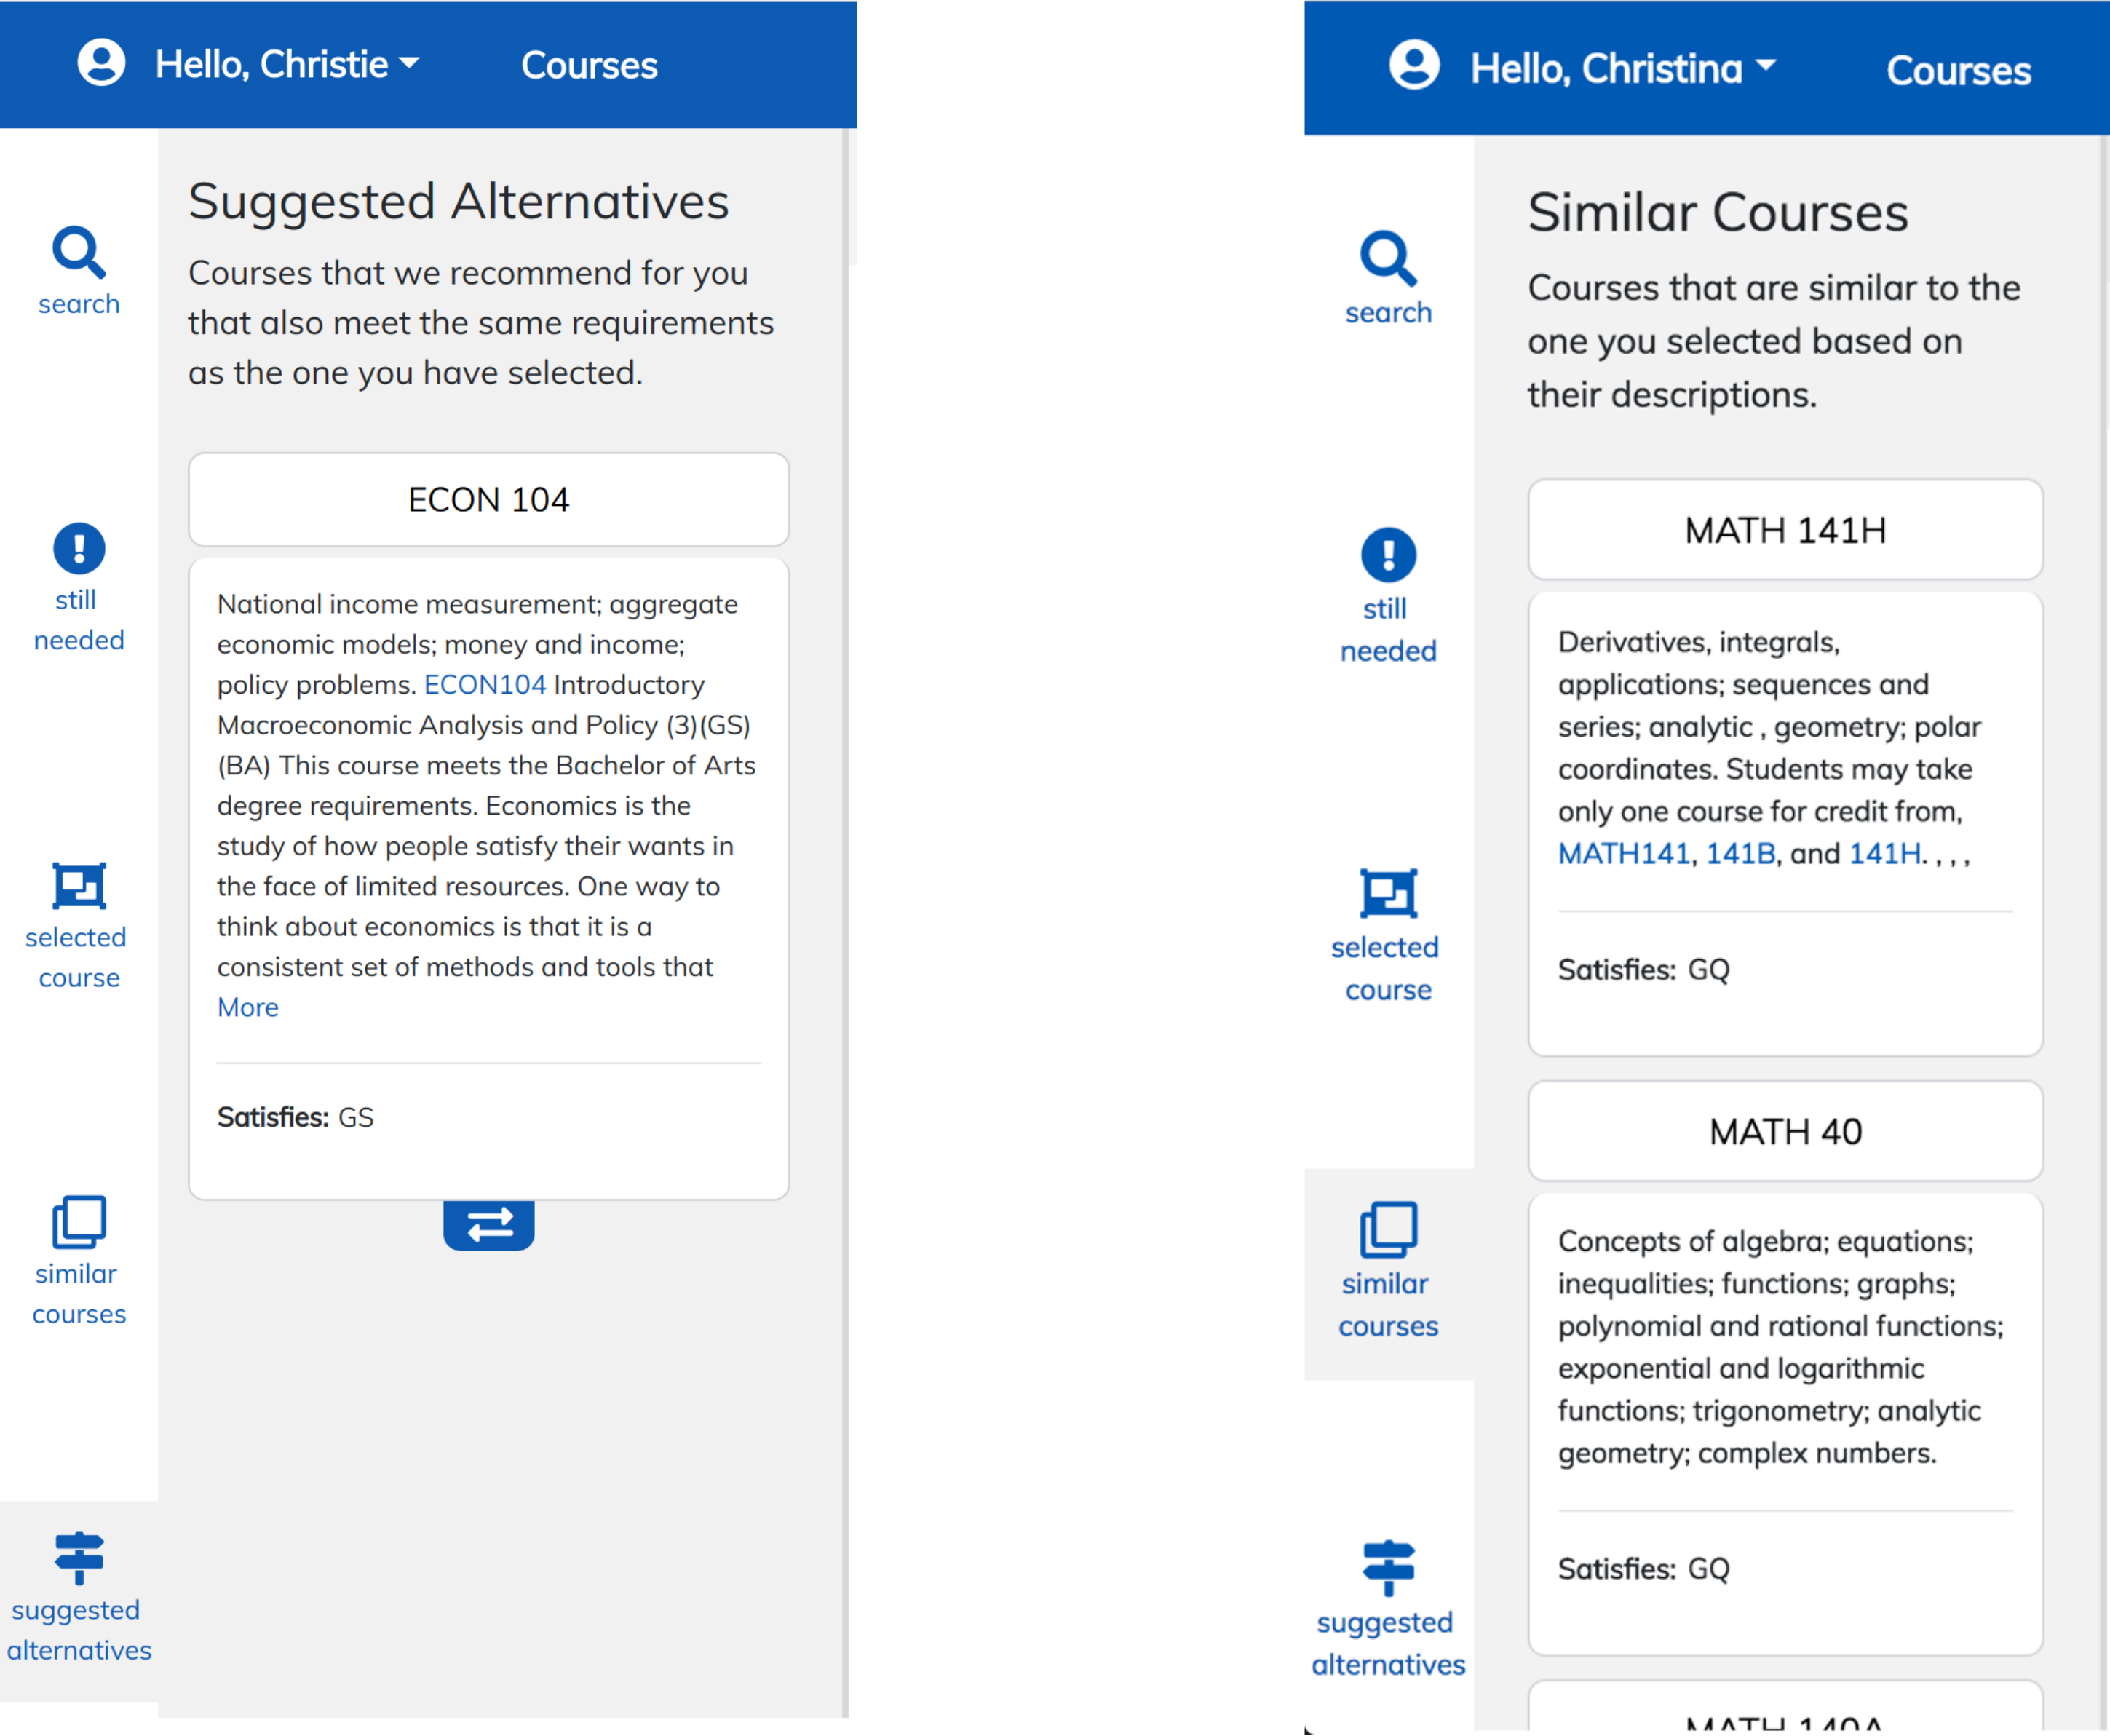 Hello, Christie
Courses
search
still
needed
selected
course
similar
courses
suggested
alternatives
Suggested Alternatives
Courses that we recommend for you
that also meet the same requirements
as the one you have selected.
ECON 104
National income measurement; aggregate
economic models; money and income;
policy problems. ECON104 Introductory
Macroeconomic Analysis and Policy (3)(GS)
(BA) This course meets the Bachelor of Arts
degree requirements. Economics is the
study of how people satisfy their wants in
the face of limited resources. One way to
think about economics is that it is a
consistent set of methods and tools that
More
Satisfies: GS
Hello, Christina
Courses
search
still
needed
selected
course
similar
courses
suggested
alternatives
Similar Courses
Courses that are similar to the
one you selected based on
their descriptions.
MATH 141H
Derivatives, integrals,
applications; sequences and
series; analytic , geometry; polar
coordinates. Students may take
only one course for credit from,
MATH141, 141B, and 141H. , , ,
Satisfies: GQ
MATH 40
Concepts of algebra; equations;
inequalities; functions; graphs;
polynomial and rational functions;
exponential and logarithmic
functions; trigonometry; analytic
geometry; complex numbers.
Satisfies: GQ
MATH 140A